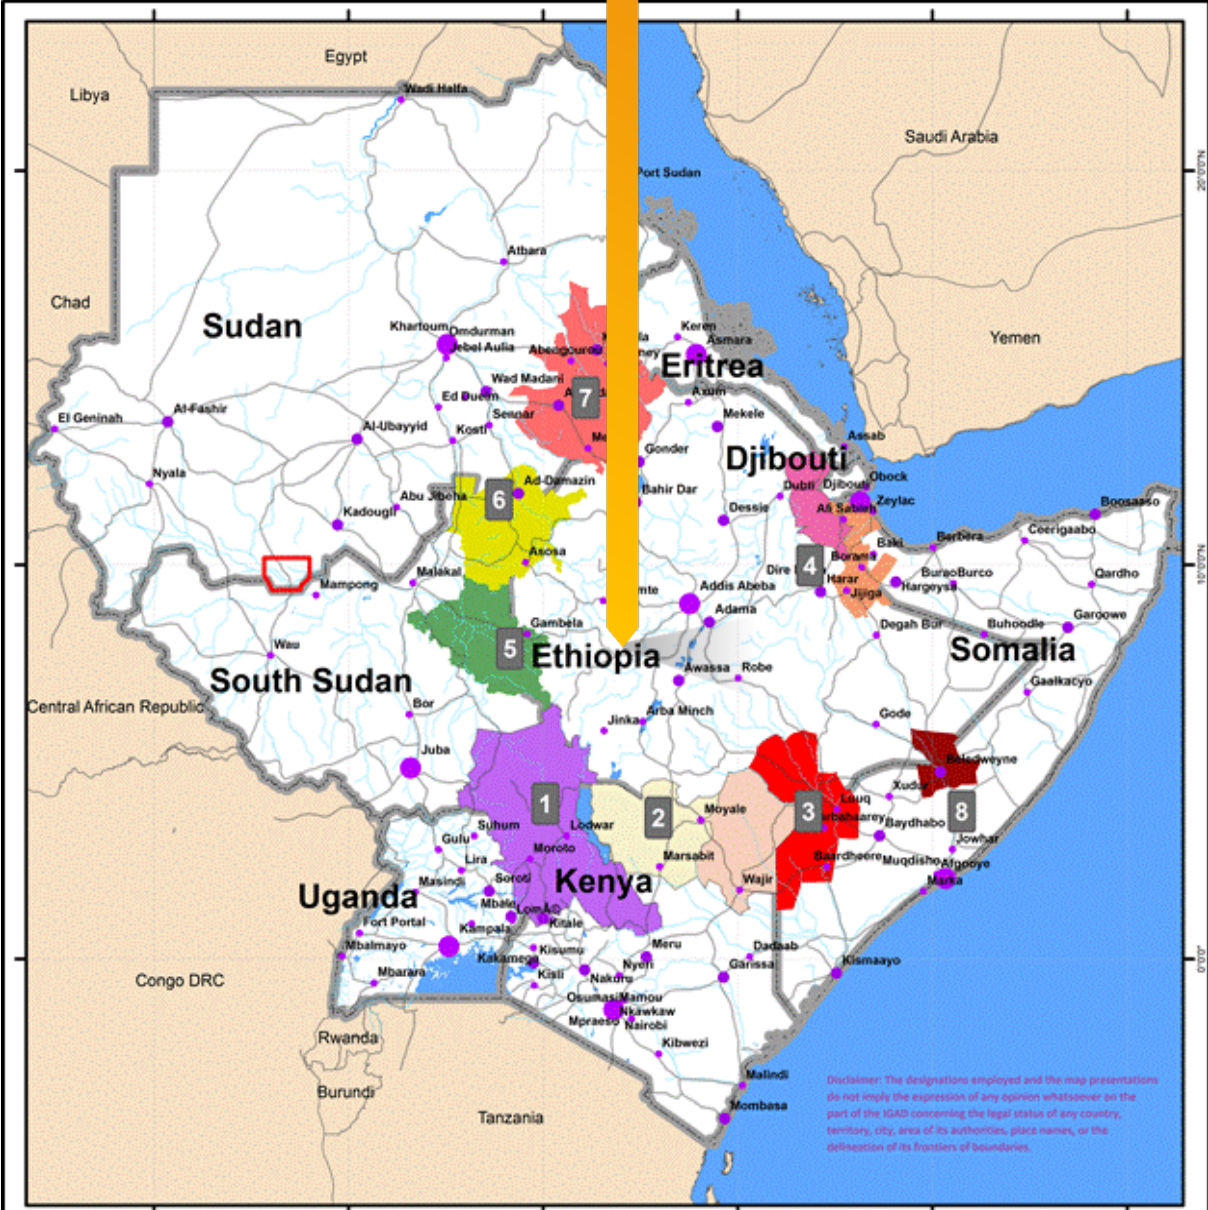 Egypt
Libya
Wadi Halfa
Saudi Arabia
Port Sudan
20°0'0"N
Atbara
Chad
Sudan
Khartoum
Omdurman
Jebel Aulia
Keren
Asmara
Yemen
Eritrea
Wad Madani
7
Axum
Ed Duem
El Geninah
Al-Fashir
Sennar
Mekele
Al-Ubayyid
Kosti
Assab
Gonder
Djibouti
Nyala
Ad-Damazin
Obock
Dubti
Djibouti
6
Abu Jibeha
Bahir Dar
Zeylac
Boosaaso
Kadougli
Dessie
Ali Sabieh
Ceerigaabo
Berbera
Baki
Asosa
Borama
4
Malakal
Mampong
Addis Abeba
Harar
Jijiga
Hargeysa
BuraoBurco
Qardho
Adama
Garoowe
Gambela
Degah Bur
Buhoodle
Wau
5
Ethiopia
Somalia
South Sudan
Awassa
Robe
Gaalkacyo
Central African Republic
Bor
Arba Minch
Jinka
Gode
Juba
Beledweyne
Xudur
1
2
3
8
Luuq
Moyale
Suhum
Lodwar
Baydhabo
Gulu
Jowhar
Moroto
Lira
Marsabit
Baardheere
Muqdisho
Afgooye
Masindi
Soroti
Kenya
Wajir
Marka
Uganda
Mbale
Kitale
Fort Portal
Kampala
Mbalmayo
Kakamega
Kisumu
Meru
Dadaab
Kismaayo
Nyeri
Garissa
Mbarara
Kisii
Nakuru
Congo DRC
Osumasi
Mamou
Nkawkaw
Mpraeso
Nairobi
Rwanda
Kibwezi
Malindi
Burundi
Mombasa
Tanzania
Disclaimer: The designations employed and the map presentations
do not imply the expression of any opinion whatsoever on the
part of the IGAD concerning the legal status of any country,
territory, city, area of its authorities, place names, or the
delineation of its frontiers of boundaries.